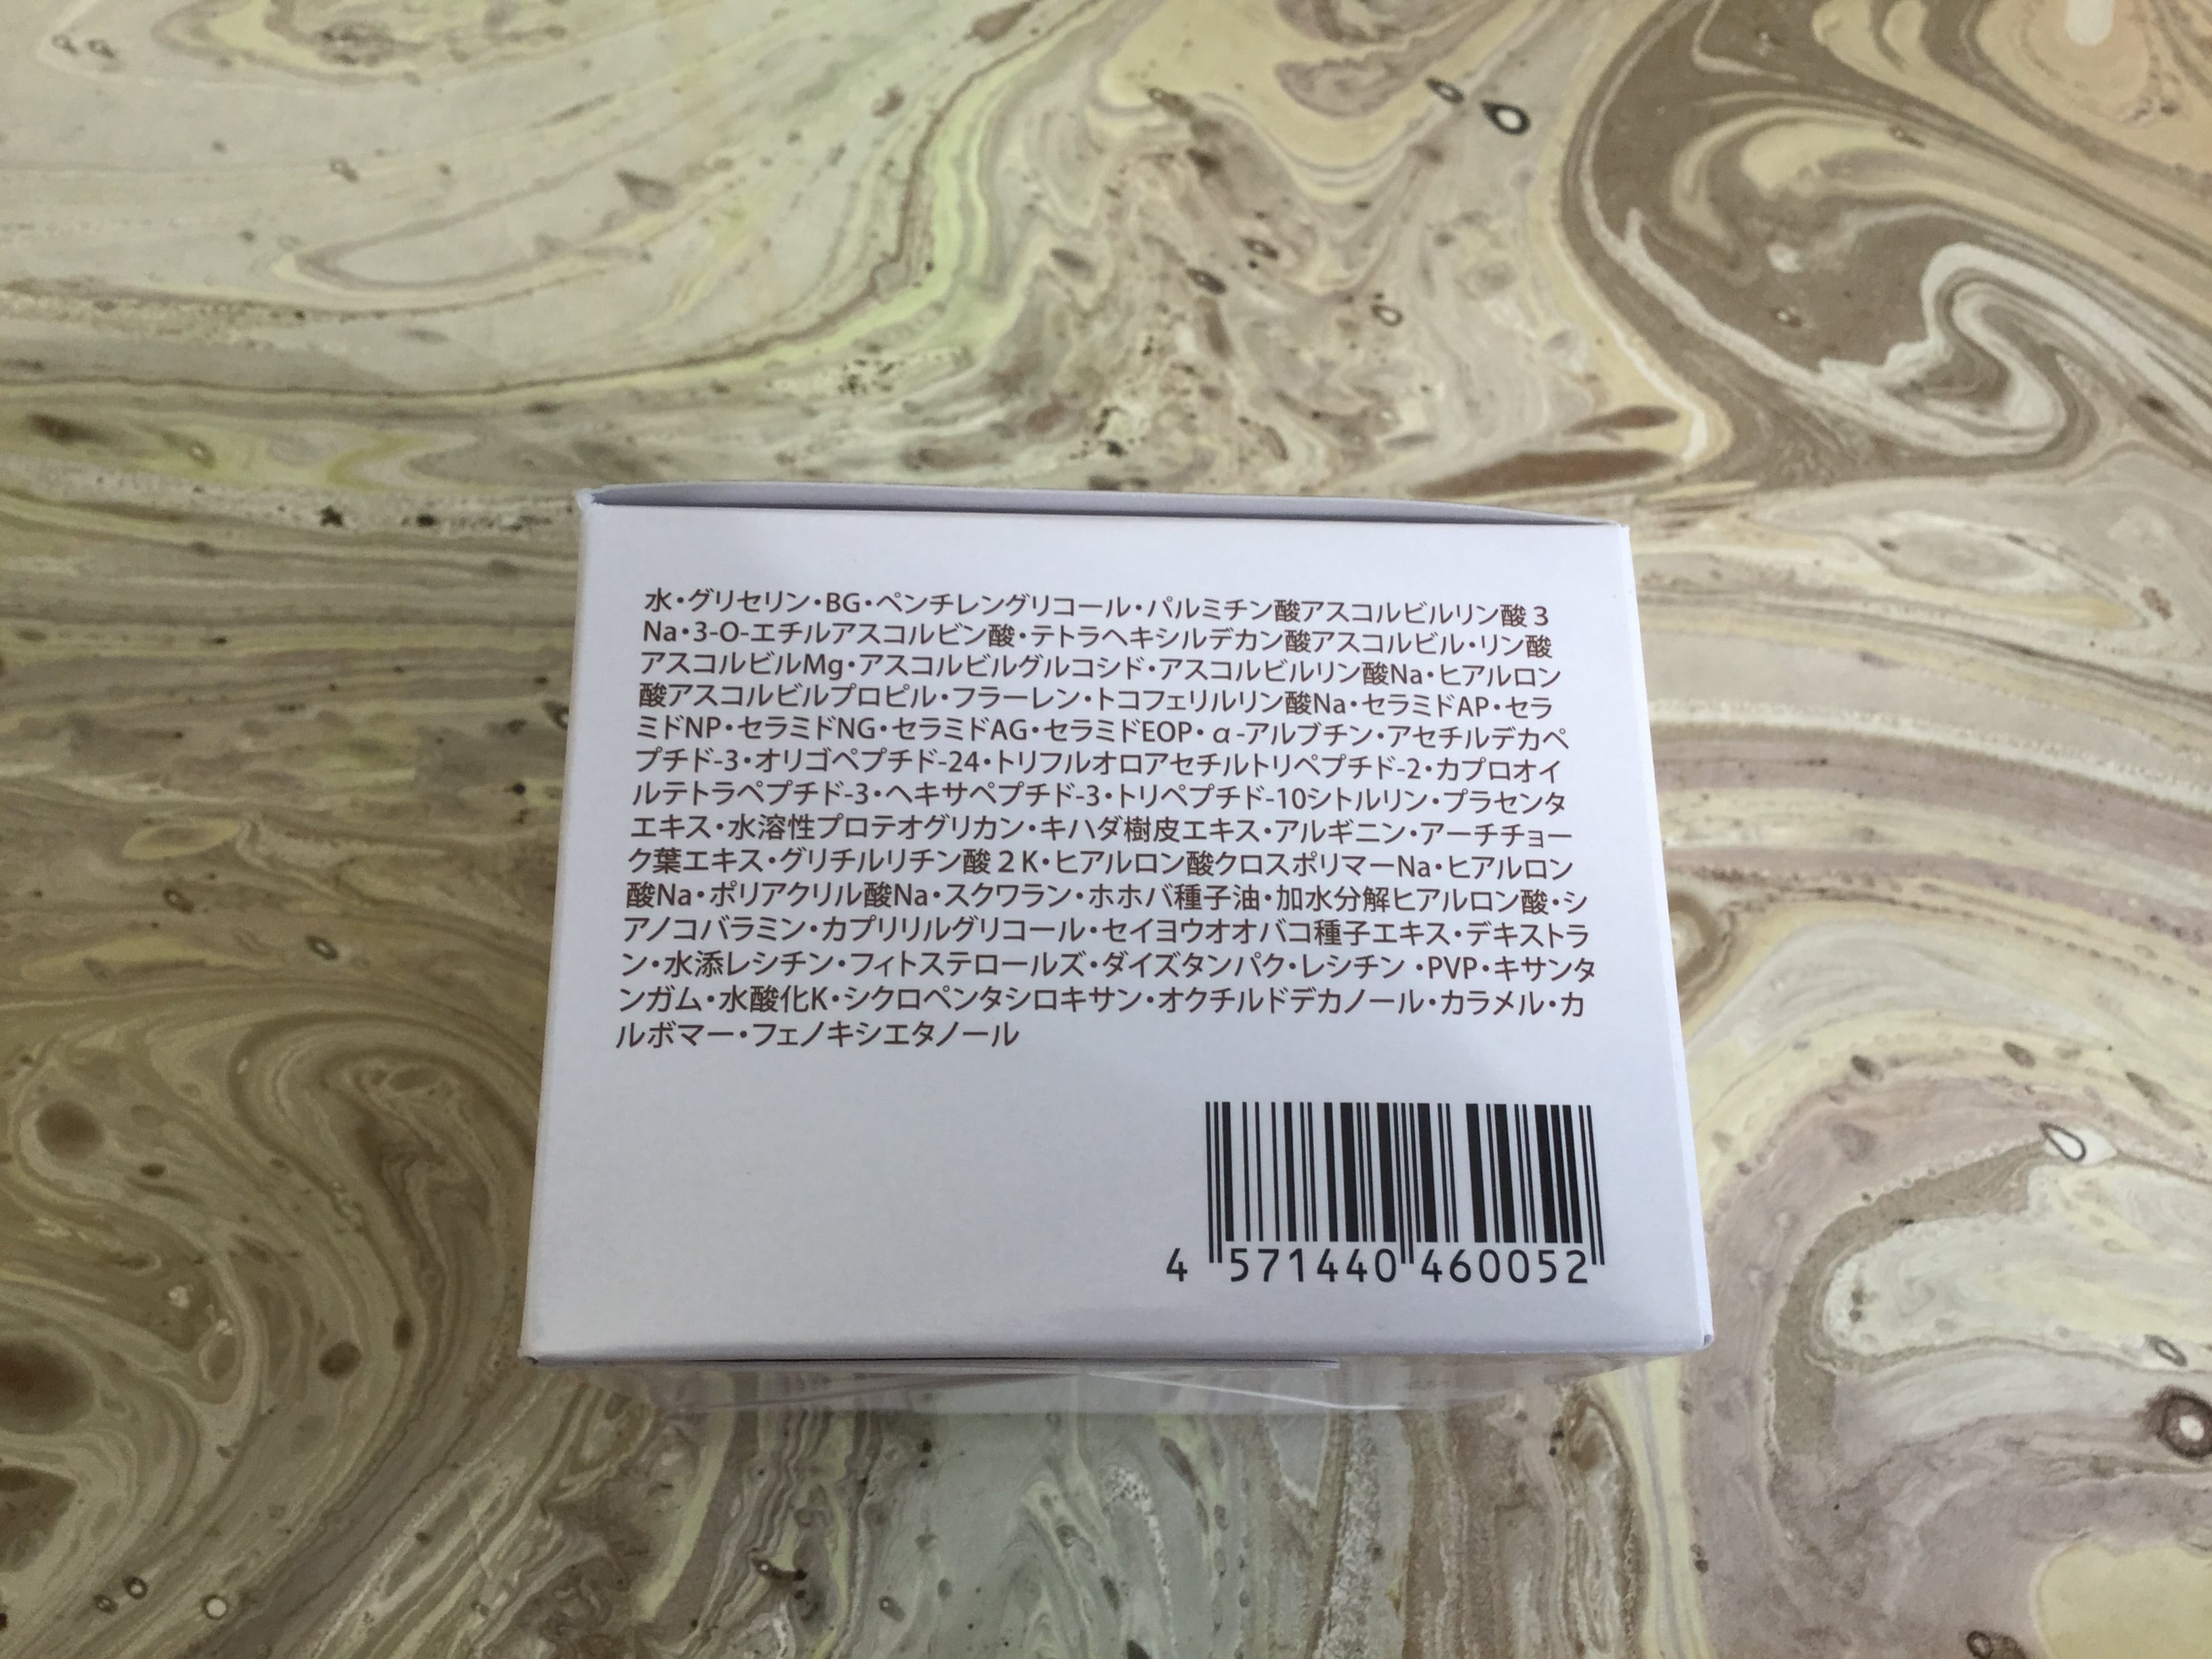 水・グリセリン・BG・ペンチレングリコール・パルミチン酸アスコルビルリン酸３
Na・3-O-エチルアスコルビン酸・テトラヘキシルデカン酸アスコルビル・リン酸
アスコルビルMg・アスコルビルグルコシド・アスコルビルリン酸Na・ヒアルロン
酸アスコルビルプロピル・フラーレン・トコフェリルリン酸Na・セラミドAP・セラ
ミドNP・セラミドNG・セラミドAG・セラミドEOP・α-アルブチン・アセチルデカペ
プチド-3・オリゴペプチド-24・トリフルオロアセチルトリペプチド-2・カプロオイ
ルテトラペプチド-3・ヘキサペプチド-3・トリペプチド-10シトルリン・プラセンタ
エキス・水溶性プロテオグリカン・キハダ樹皮エキス・アルギニン・アーチチョー
ク葉エキス・グリチルリチン酸２K・ヒアルロン酸クロスポリマーNa・ヒアルロン
酸Na・ポリアクリル酸Na・スクワラン・ホホバ種子油・加水分解ヒアルロン酸・シ
アノコバラミン・カプリリルグリコール・セイヨウオオバコ種子エキス・デキストラ
ン・水添レシチン・フィトステロールズ・ダイズタンパク・レシチン・PVP・キサンタ
ンガム・水酸化K・シクロペンタシロキサン・オクチルドデカノール・カラメル・カ
ルボマー・フェノキシエタノール
4 571440 460052